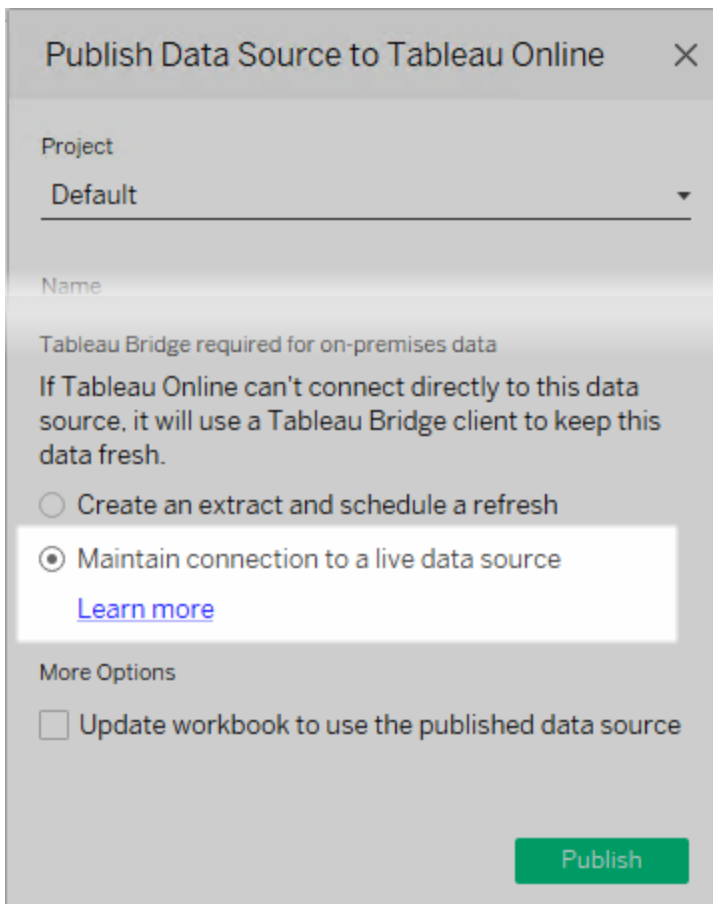 Publish Data Source to Tableau Online
Project
Default
Name
Tableau Bridge required for on-premises data
If Tableau Online can't connect directly to this data
source, it will use a Tableau Bridge client to keep this
data fresh.
Create an extract and schedule a refresh
Maintain connection to a live data source
Learn more
More Options
Update workbook to use the published data source
Publish